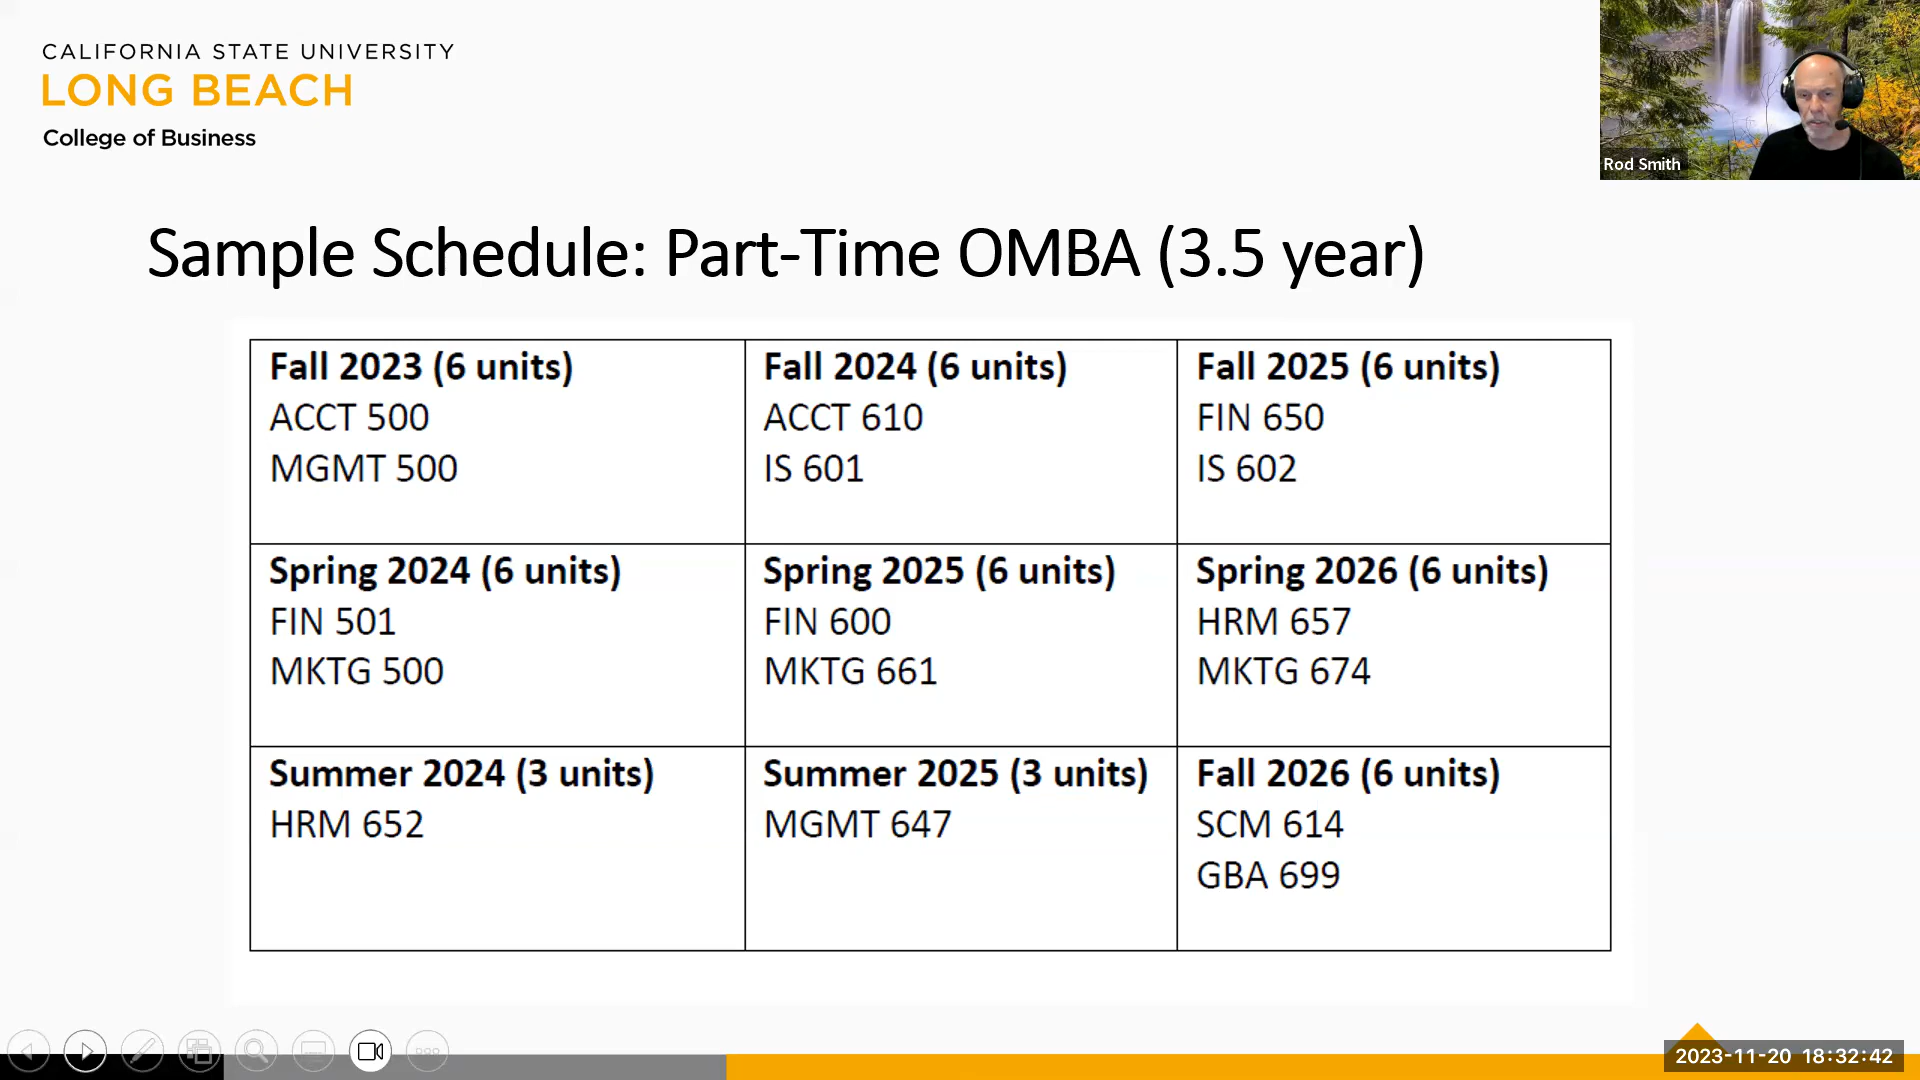 CALIFORNIA STATE UNIVERSITY
LONG BEACH
College of Business
Rod Smith
Sample Schedule: Part-Time OMBA (3.5 year)
Fall 2023 (6 units)
ACCT 500
MGMT 500
Fall 2024 (6 units)
ACCT 610
IS 601
Fall 2025 (6 units)
FIN 650
IS 602
Spring 2024 (6 units)
FIN 501
MKTG 500
Spring 2025 (6 units)
FIN 600
MKTG 661
Spring 2026 (6 units)
HRM 657
MKTG 674
Summer 2024 (3 units)
HRM 652
Summer 2025 (3 units)
MGMT 647
Fall 2026 (6 units)
SCM 614
GBA 699
2023-11-20 18:32:42